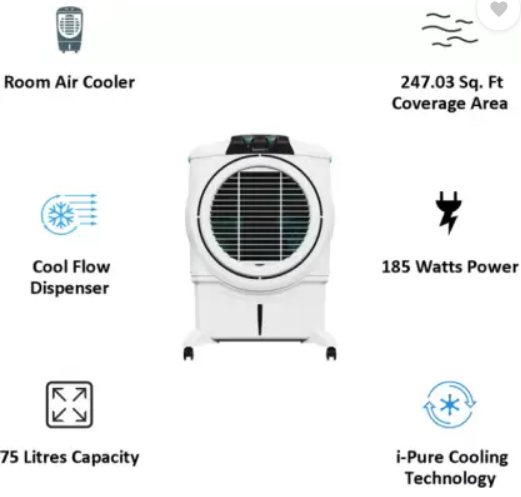 Room Air Cooler
247.03 Sq. Ft
Coverage Area
Cool Flow
Dispenser
185 Watts Power
75 Litres Capacity
i-Pure Cooling
Technology